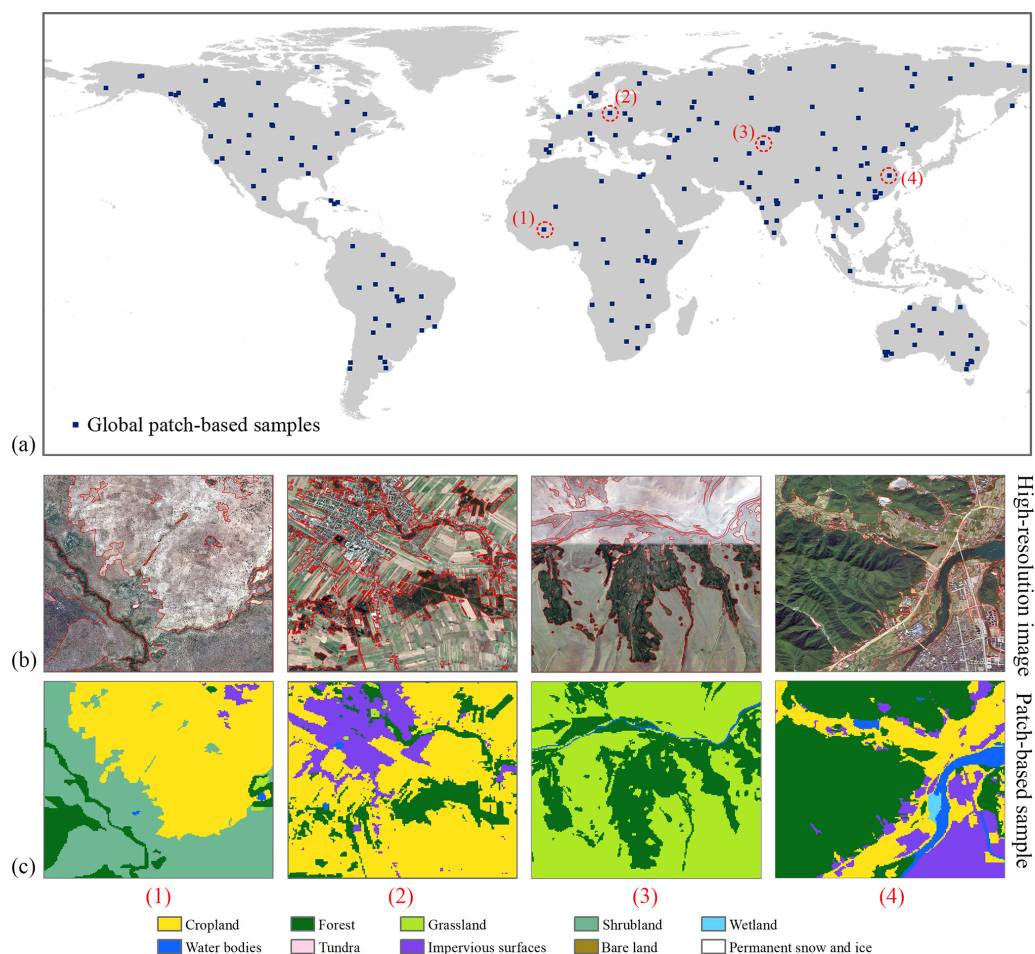 (2)
(3)
(4)
(1)
Global patch-based samples
(a)
High-resolution image
(b)
Patch-based sample
(c)
(1) (2) (3) (4)
Cropland Forest Grassland Shrubland Wetland
Water bodies Tundra Impervious surfaces Bare land Permanent snow and ice